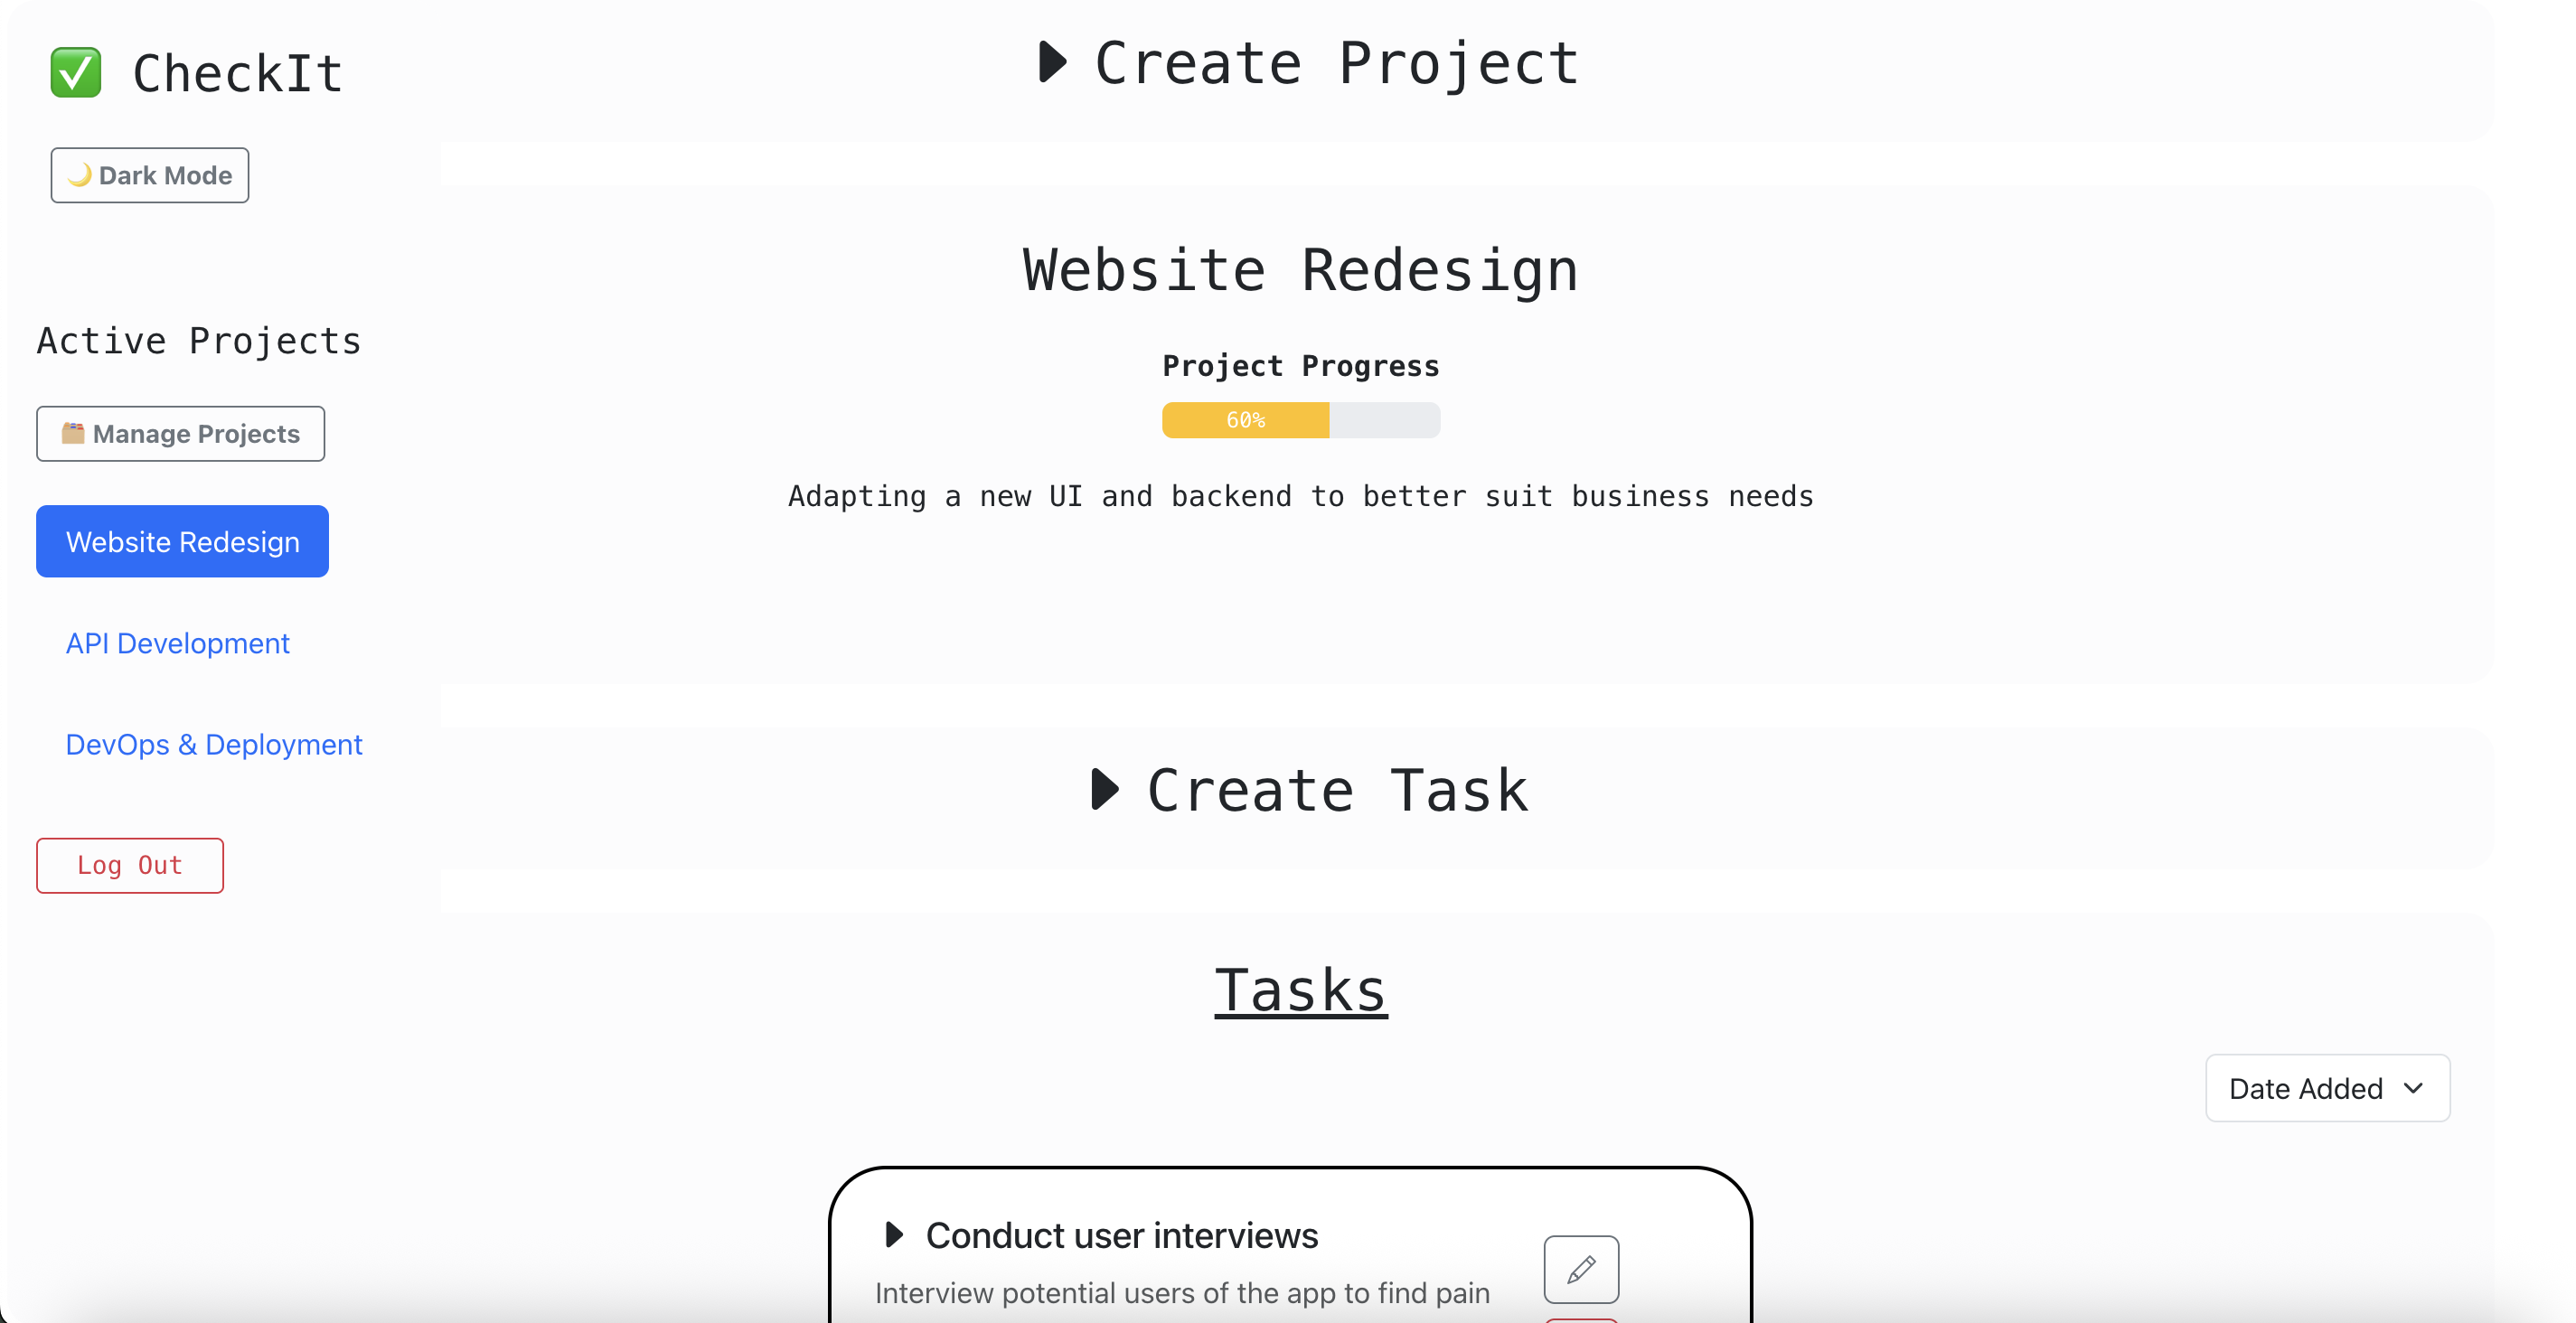 CheckIt
Dark Mode
Active Projects
Manage Projects
Website Redesign
API Development
DevOps & Deployment
Log Out
Create Project
Website Redesign
Project Progress
60%
Adapting a new UI and backend to better suit business needs
Create Task
Tasks
Date Added
Conduct user interviews
Interview potential users of the app to find pain